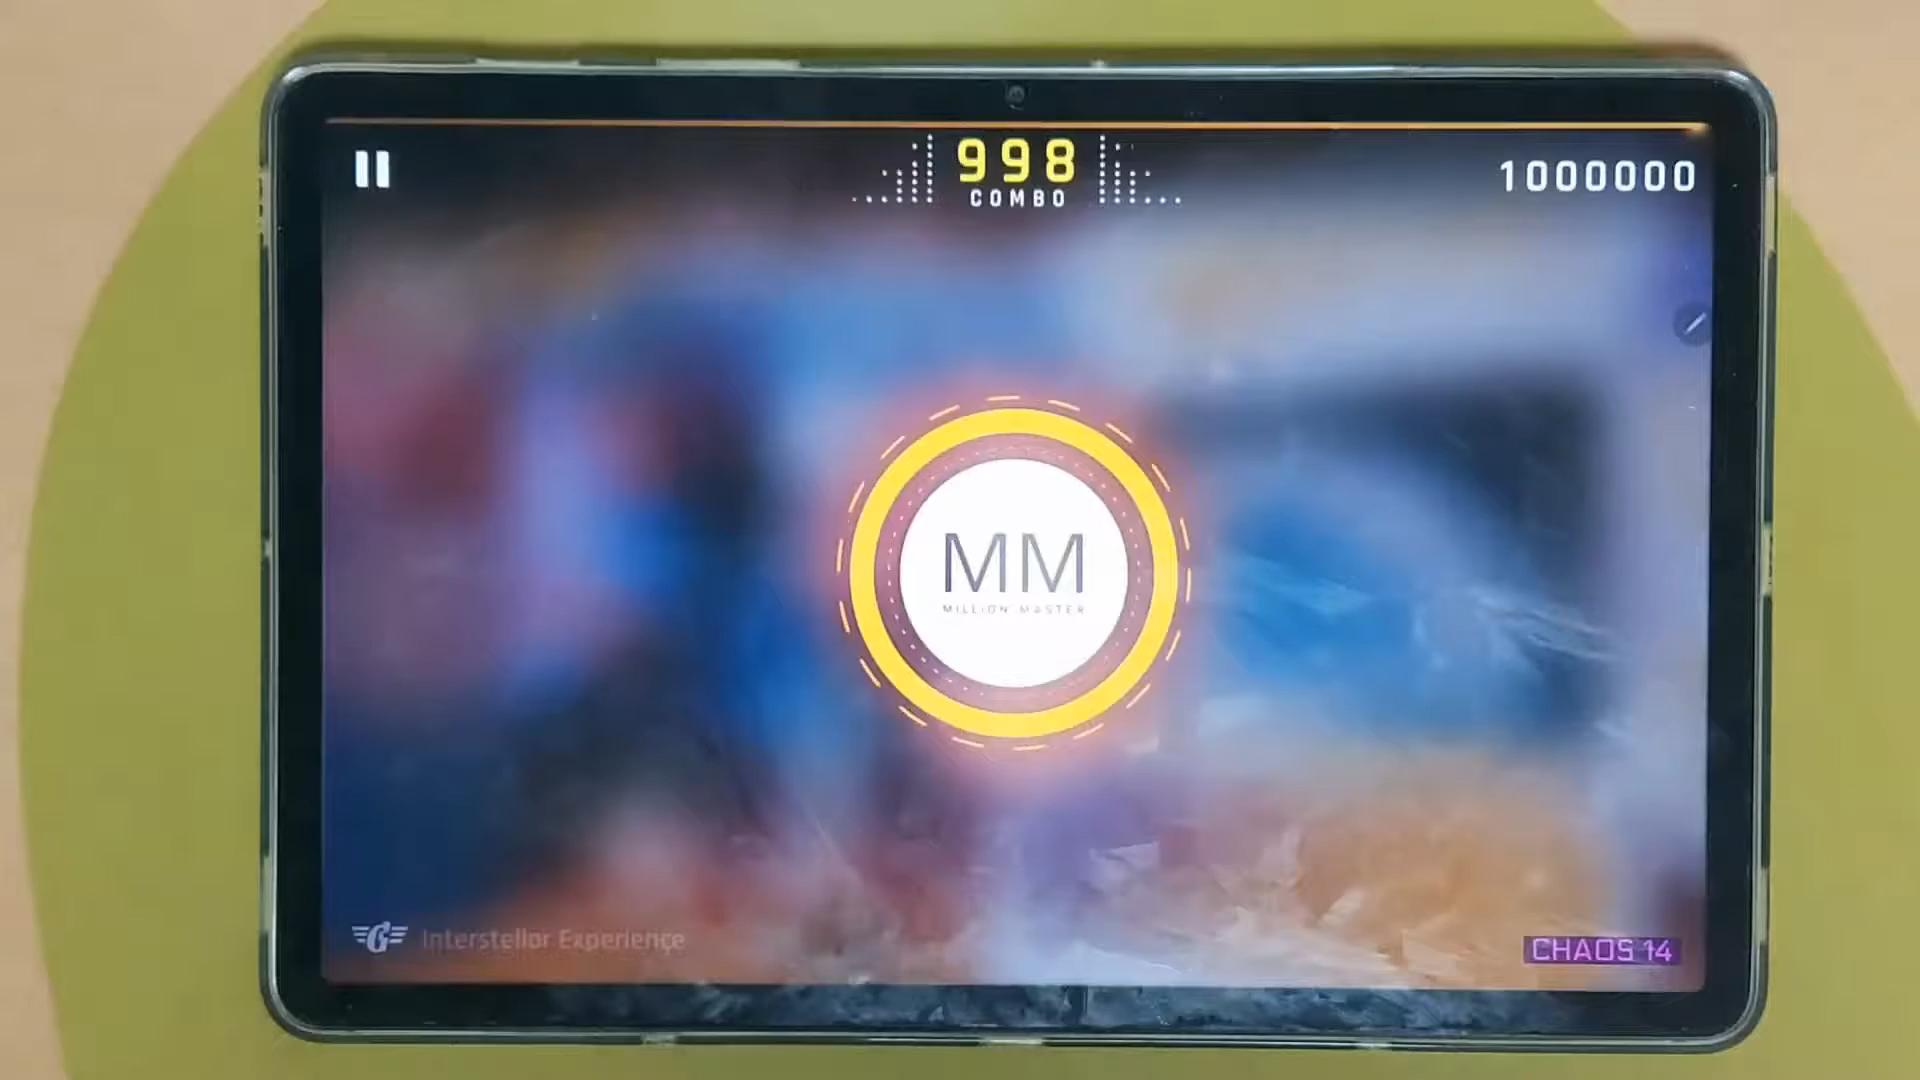 998
COMBO
1000000
MM
MILLION MASTER
Interstellar Experience
CHAOS 14